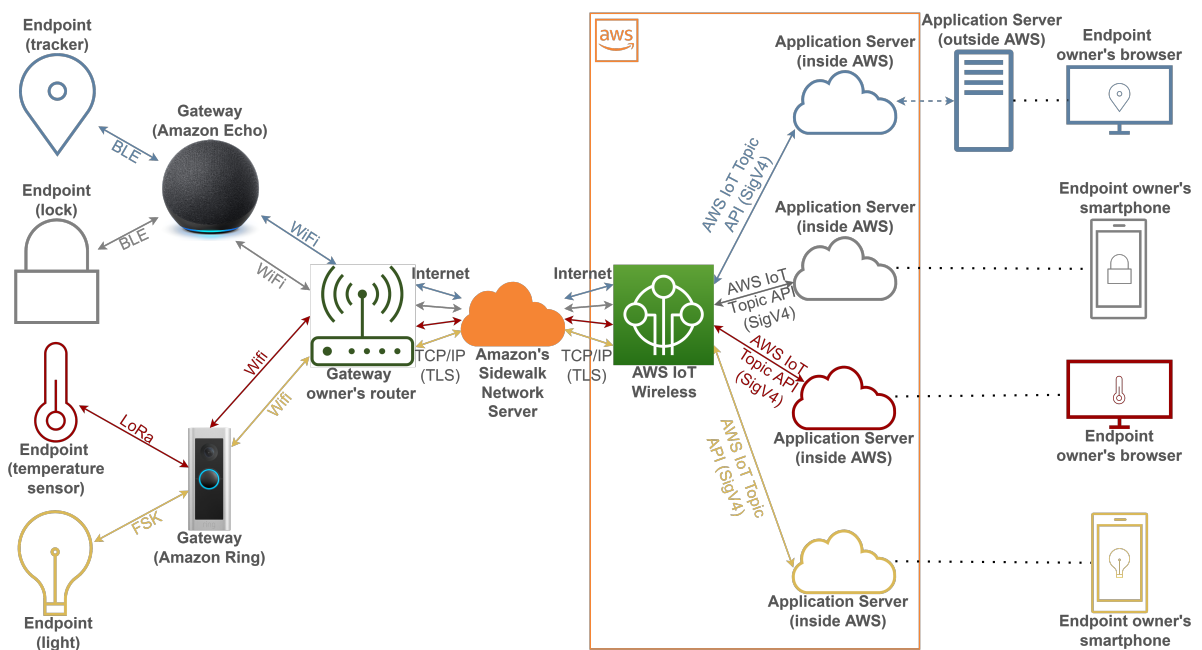 Endpoint
(tracker)
BLE
Gateway
(Amazon Echo)
Endpoint
(lock)
BLE
WiFi
WiFi
Endpoint
(temperature
sensor)
LoRa
Wifi
Wifi
FSK
Gateway
(Amazon Ring)
Endpoint
(light)
Gateway
owner's router
Internet
TCP/IP
(TLS)
Amazon's
Sidewalk
Network
Server
Internet
TCP/IP
(TLS)
aws
AWS IoT
Wireless
AWS IoT Topic
API (SigV4)
AWS IoT
Topic API
(SigV4)
AWS IoT
Topic API
(SigV4)
AWS IoT Topic
API (SigV4)
Application Server
(inside AWS)
Application Server
(outside AWS)
Endpoint
owner's browser
Application Server
(inside AWS)
Endpoint owner's
smartphone
Application Server
(inside AWS)
Endpoint
owner's browser
Application Server
(inside AWS)
Endpoint owner's
smartphone